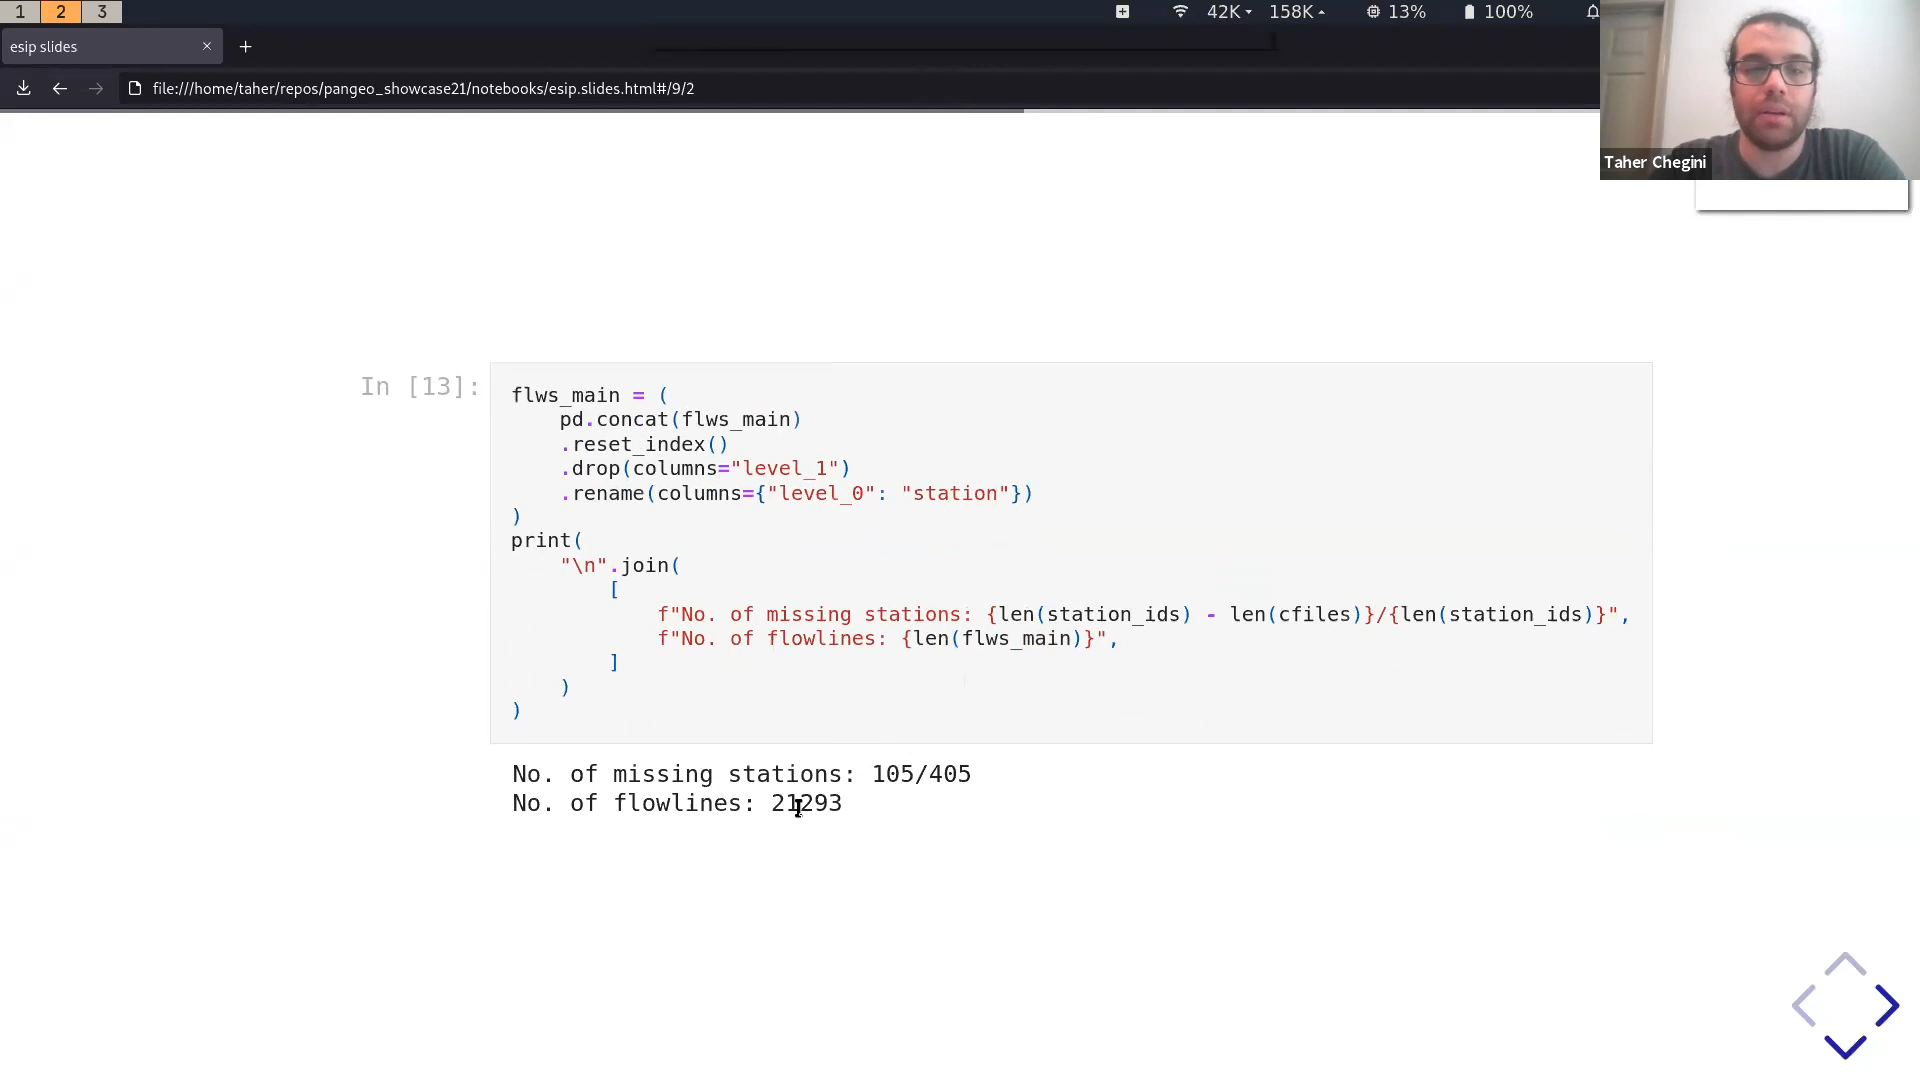 1 2 3
42K 158K 13% 100%
esip slides × +
file:///home/taher/repos/pangeo_showcase21/notebooks/esip.slides.html#/9/2
Taher Chegini
In [13]:
flws_main = (
    pd.concat(flws_main)
    .reset_index()
    .drop(columns="level_1")
    .rename(columns={"level_0": "station"})
)
print(
    "\n".join(
        [
            f"No. of missing stations: {len(station_ids) - len(cfiles)}/{len(station_ids)}",
            f"No. of flowlines: {len(flws_main)}",
        ]
    )
)
No. of missing stations: 105/405
No. of flowlines: 21293